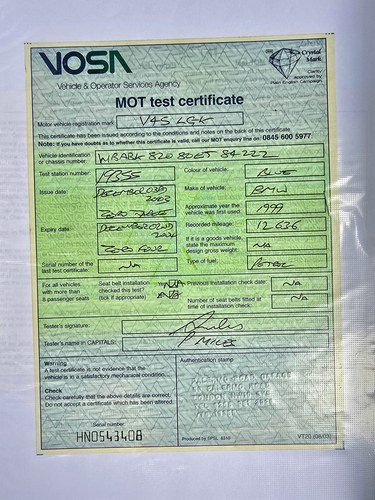 VOSA
Vehicle & Operator Services Agency
Crystal Mark
Clarity approved by Plain English Campaign
MOT test certificate
Motor vehicle registration mark V45 LGK
This certificate has been issued according to the conditions and notes on the back of this certificate.
Note: If you have doubts as to whether this certificate is valid, call our MOT enquiry line on 0845 600 5977
Vehicle identification or chassis number:
Test station number
Colour of vehicle: BLUE
Issue date:
Make of vehicle: BMW
Approximate year the vehicle was first used: 1999
Expiry date:
Recorded mileage: 12636
If it is a goods vehicle, state the maximum design gross weight: NA
Serial number of the last test certificate: NA
Type of fuel: PETROL
For all vehicles with more than 8 passenger seats
Seat belt installation checked this test? (tick if appropriate) NA
Previous installation check date: NA
Number of seat belts fitted at time of installation check: NA
Tester's signature:
Tester's name in CAPITALS: P MILES
Warning
A test certificate is not evidence that the
vehicle is in a satisfactory mechanical condition.
Check
Check carefully that the above details are correct.
Do not accept a certificate which has been altered.
Serial number:
HN0543408
Authentication stamp:
Produced by SPSL
VT20 (06/03)